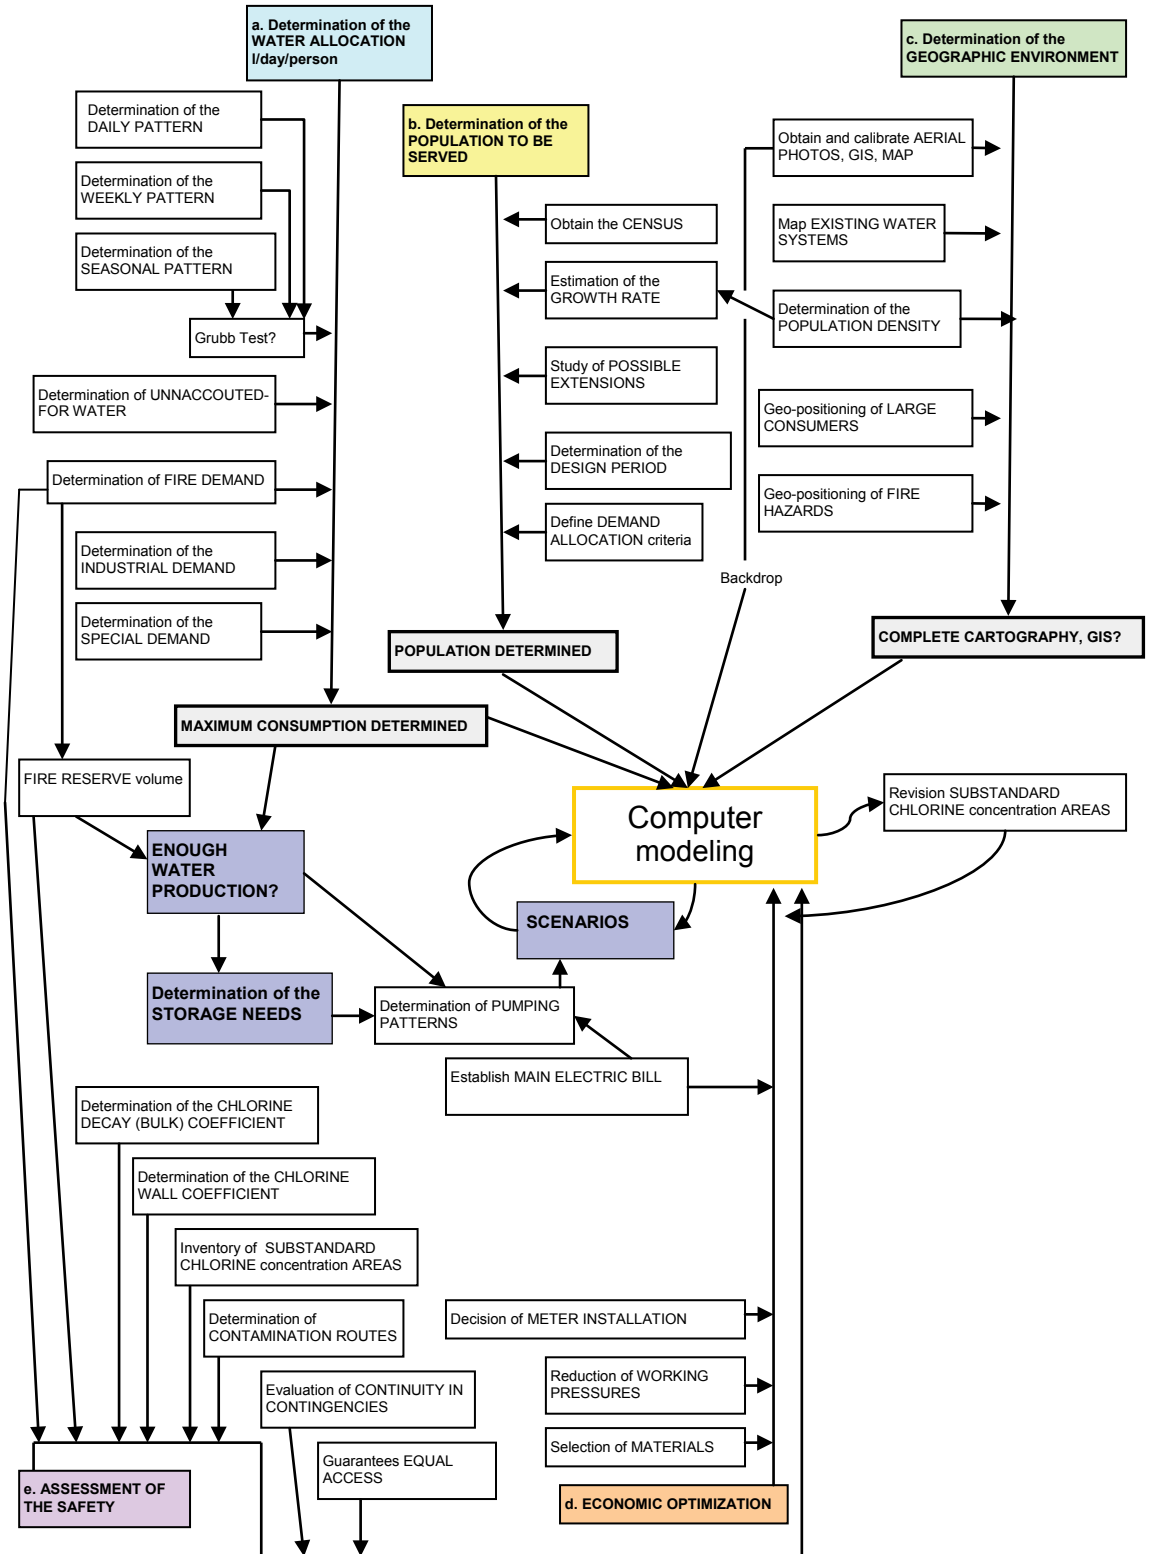 a. Determination of the
WATER ALLOCATION
l/day/person
c. Determination of the
GEOGRAPHIC ENVIRONMENT
Determination of the
DAILY PATTERN
b. Determination of the
POPULATION TO BE
SERVED
Obtain and calibrate AERIAL
PHOTOS, GIS, MAP
Determination of the
WEEKLY PATTERN
Obtain the CENSUS
Map EXISTING WATER
SYSTEMS
Determination of the
SEASONAL PATTERN
Estimation of the
GROWTH RATE
Determination of the
POPULATION DENSITY
Grubb Test?
Study of POSSIBLE
EXTENSIONS
Determination of UNNACCOUTED-
FOR WATER
Geo-positioning of LARGE
CONSUMERS
Determination of the
DESIGN PERIOD
Determination of FIRE DEMAND
Geo-positioning of FIRE
HAZARDS
Define DEMAND
ALLOCATION criteria
Determination of the
INDUSTRIAL DEMAND
Backdrop
Determination of the
SPECIAL DEMAND
POPULATION DETERMINED
COMPLETE CARTOGRAPHY, GIS?
MAXIMUM CONSUMPTION DETERMINED
FIRE RESERVE volume
Computer
modeling
Revision SUBSTANDARD
CHLORINE concentration AREAS
ENOUGH
WATER
PRODUCTION?
SCENARIOS
Determination of the
STORAGE NEEDS
Determination of PUMPING
PATTERNS
Establish MAIN ELECTRIC BILL
Determination of the CHLORINE
DECAY (BULK) COEFFICIENT
Determination of the CHLORINE
WALL COEFFICIENT
Inventory of  SUBSTANDARD
CHLORINE concentration AREAS
Determination of
CONTAMINATION ROUTES
Decision of METER INSTALLATION
Evaluation of CONTINUITY IN
CONTINGENCIES
Reduction of WORKING
PRESSURES
Guarantees EQUAL
ACCESS
Selection of MATERIALS
e. ASSESSMENT OF
THE SAFETY
d. ECONOMIC OPTIMIZATION